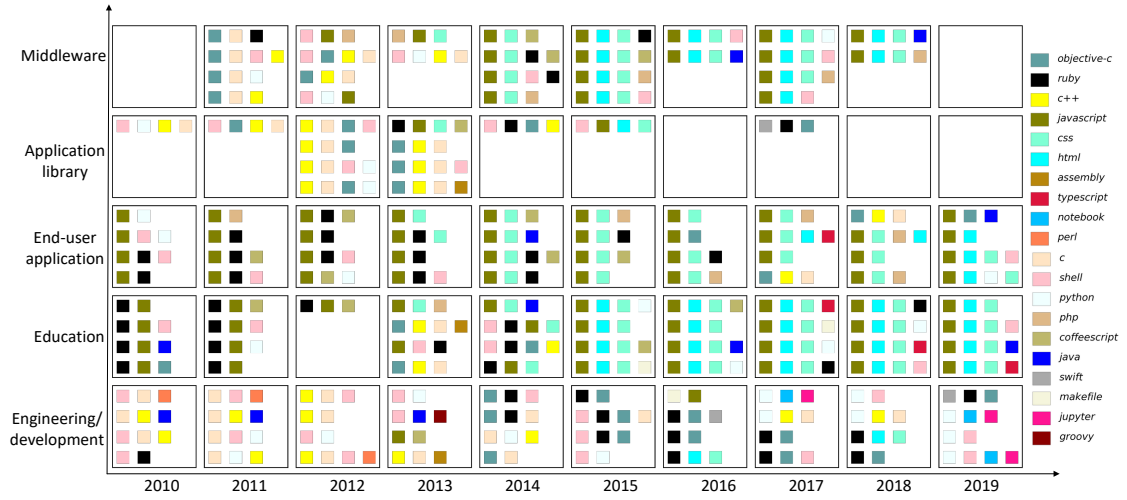 Middleware
Application
library
End-user
application
Education
Engineering/
development
2010 2011 2012 2013 2014 2015 2016 2017 2018 2019
objective-c
ruby
c++
javascript
css
html
assembly
typescript
notebook
perl
c
shell
python
php
coffeescript
java
swift
makefile
jupyter
groovy